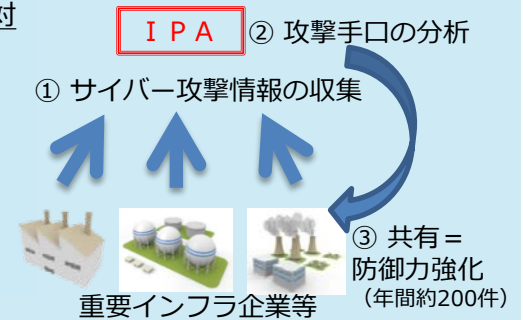 対
ＩＰＡ
② 攻撃手口の分析
① サイバー攻撃情報の収集
③ 共有＝
防御力強化
（年間約200件）
重要インフラ企業等